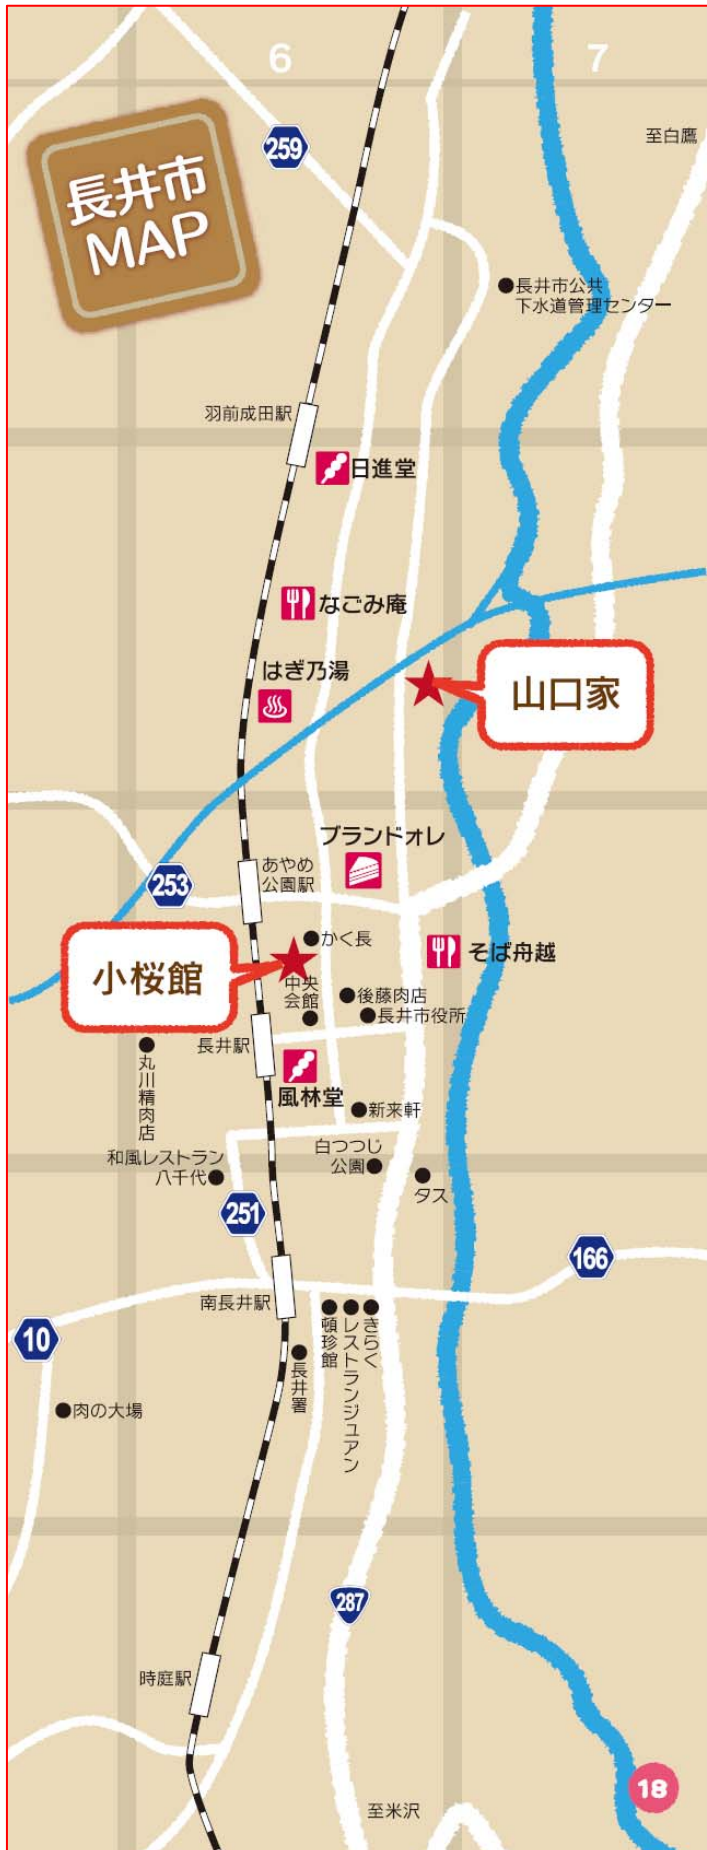 6
7
長井市
MAP
259
至白鷹
長井市公共
下水道管理センター
羽前成田駅
日進堂
なごみ庵
はぎ乃湯
山口家
ブランドォレ
あやめ
公園駅
253
かく長
そば舟越
小桜館
中央
会館
後藤肉店
長井市役所
長井駅
丸川精肉店
風林堂
新来軒
和風レストラン
八千代
白つつじ
公園
タス
251
166
南長井駅
10
頓珍館
レストランジュアン
きらく
長井署
肉の大場
287
時庭駅
18
至米沢